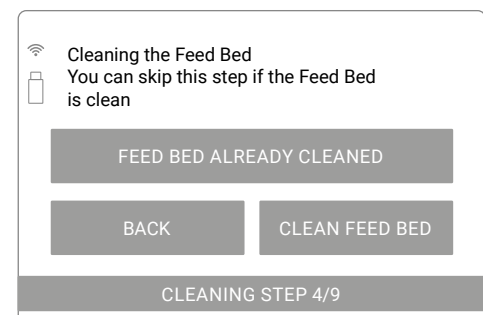 Cleaning the Feed Bed
You can skip this step if the Feed Bed
is clean
FEED BED ALREADY CLEANED
BACK
CLEAN FEED BED
CLEANING STEP 4/9